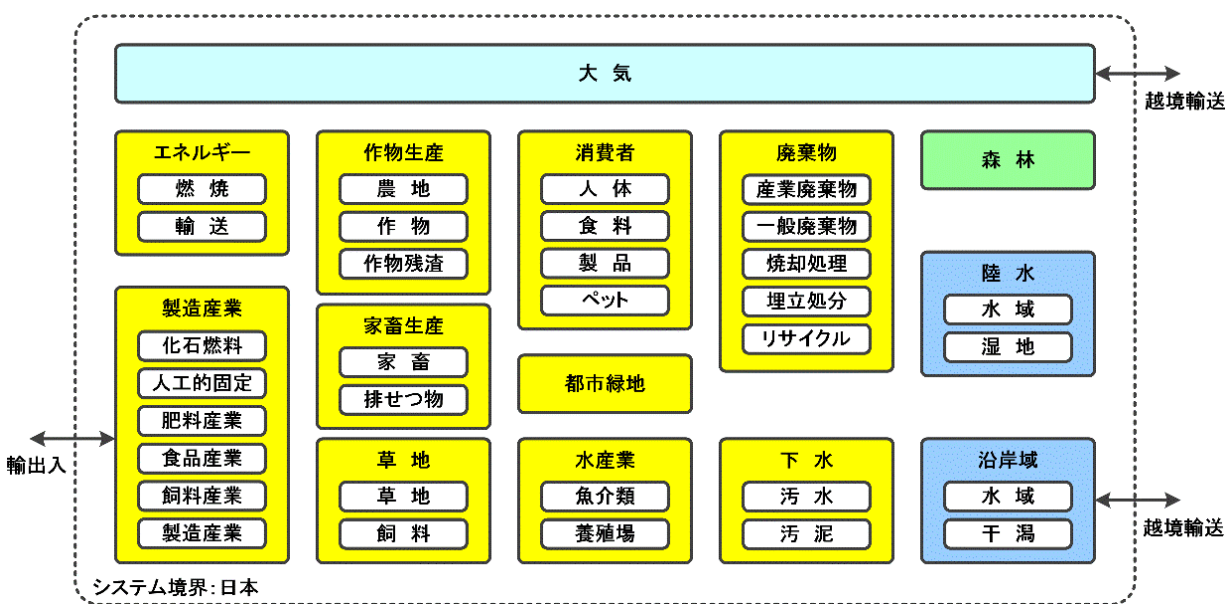 大気
越境輸送
エネルギー
燃焼
輸送
製造産業
化石燃料
人工的固定
肥料産業
食品産業
飼料産業
製造産業
輸出入
作物生産
農地
作物
作物残渣
家畜生産
家畜
排せつ物
草地
草地
飼料
消費者
人体
食料
製品
ペット
都市緑地
水産業
魚介類
養殖場
廃棄物
産業廃棄物
一般廃棄物
焼却処理
埋立処分
リサイクル
下水
汚水
汚泥
森林
陸水
水域
湿地
沿岸域
水域
干潟
越境輸送
システム境界:日本